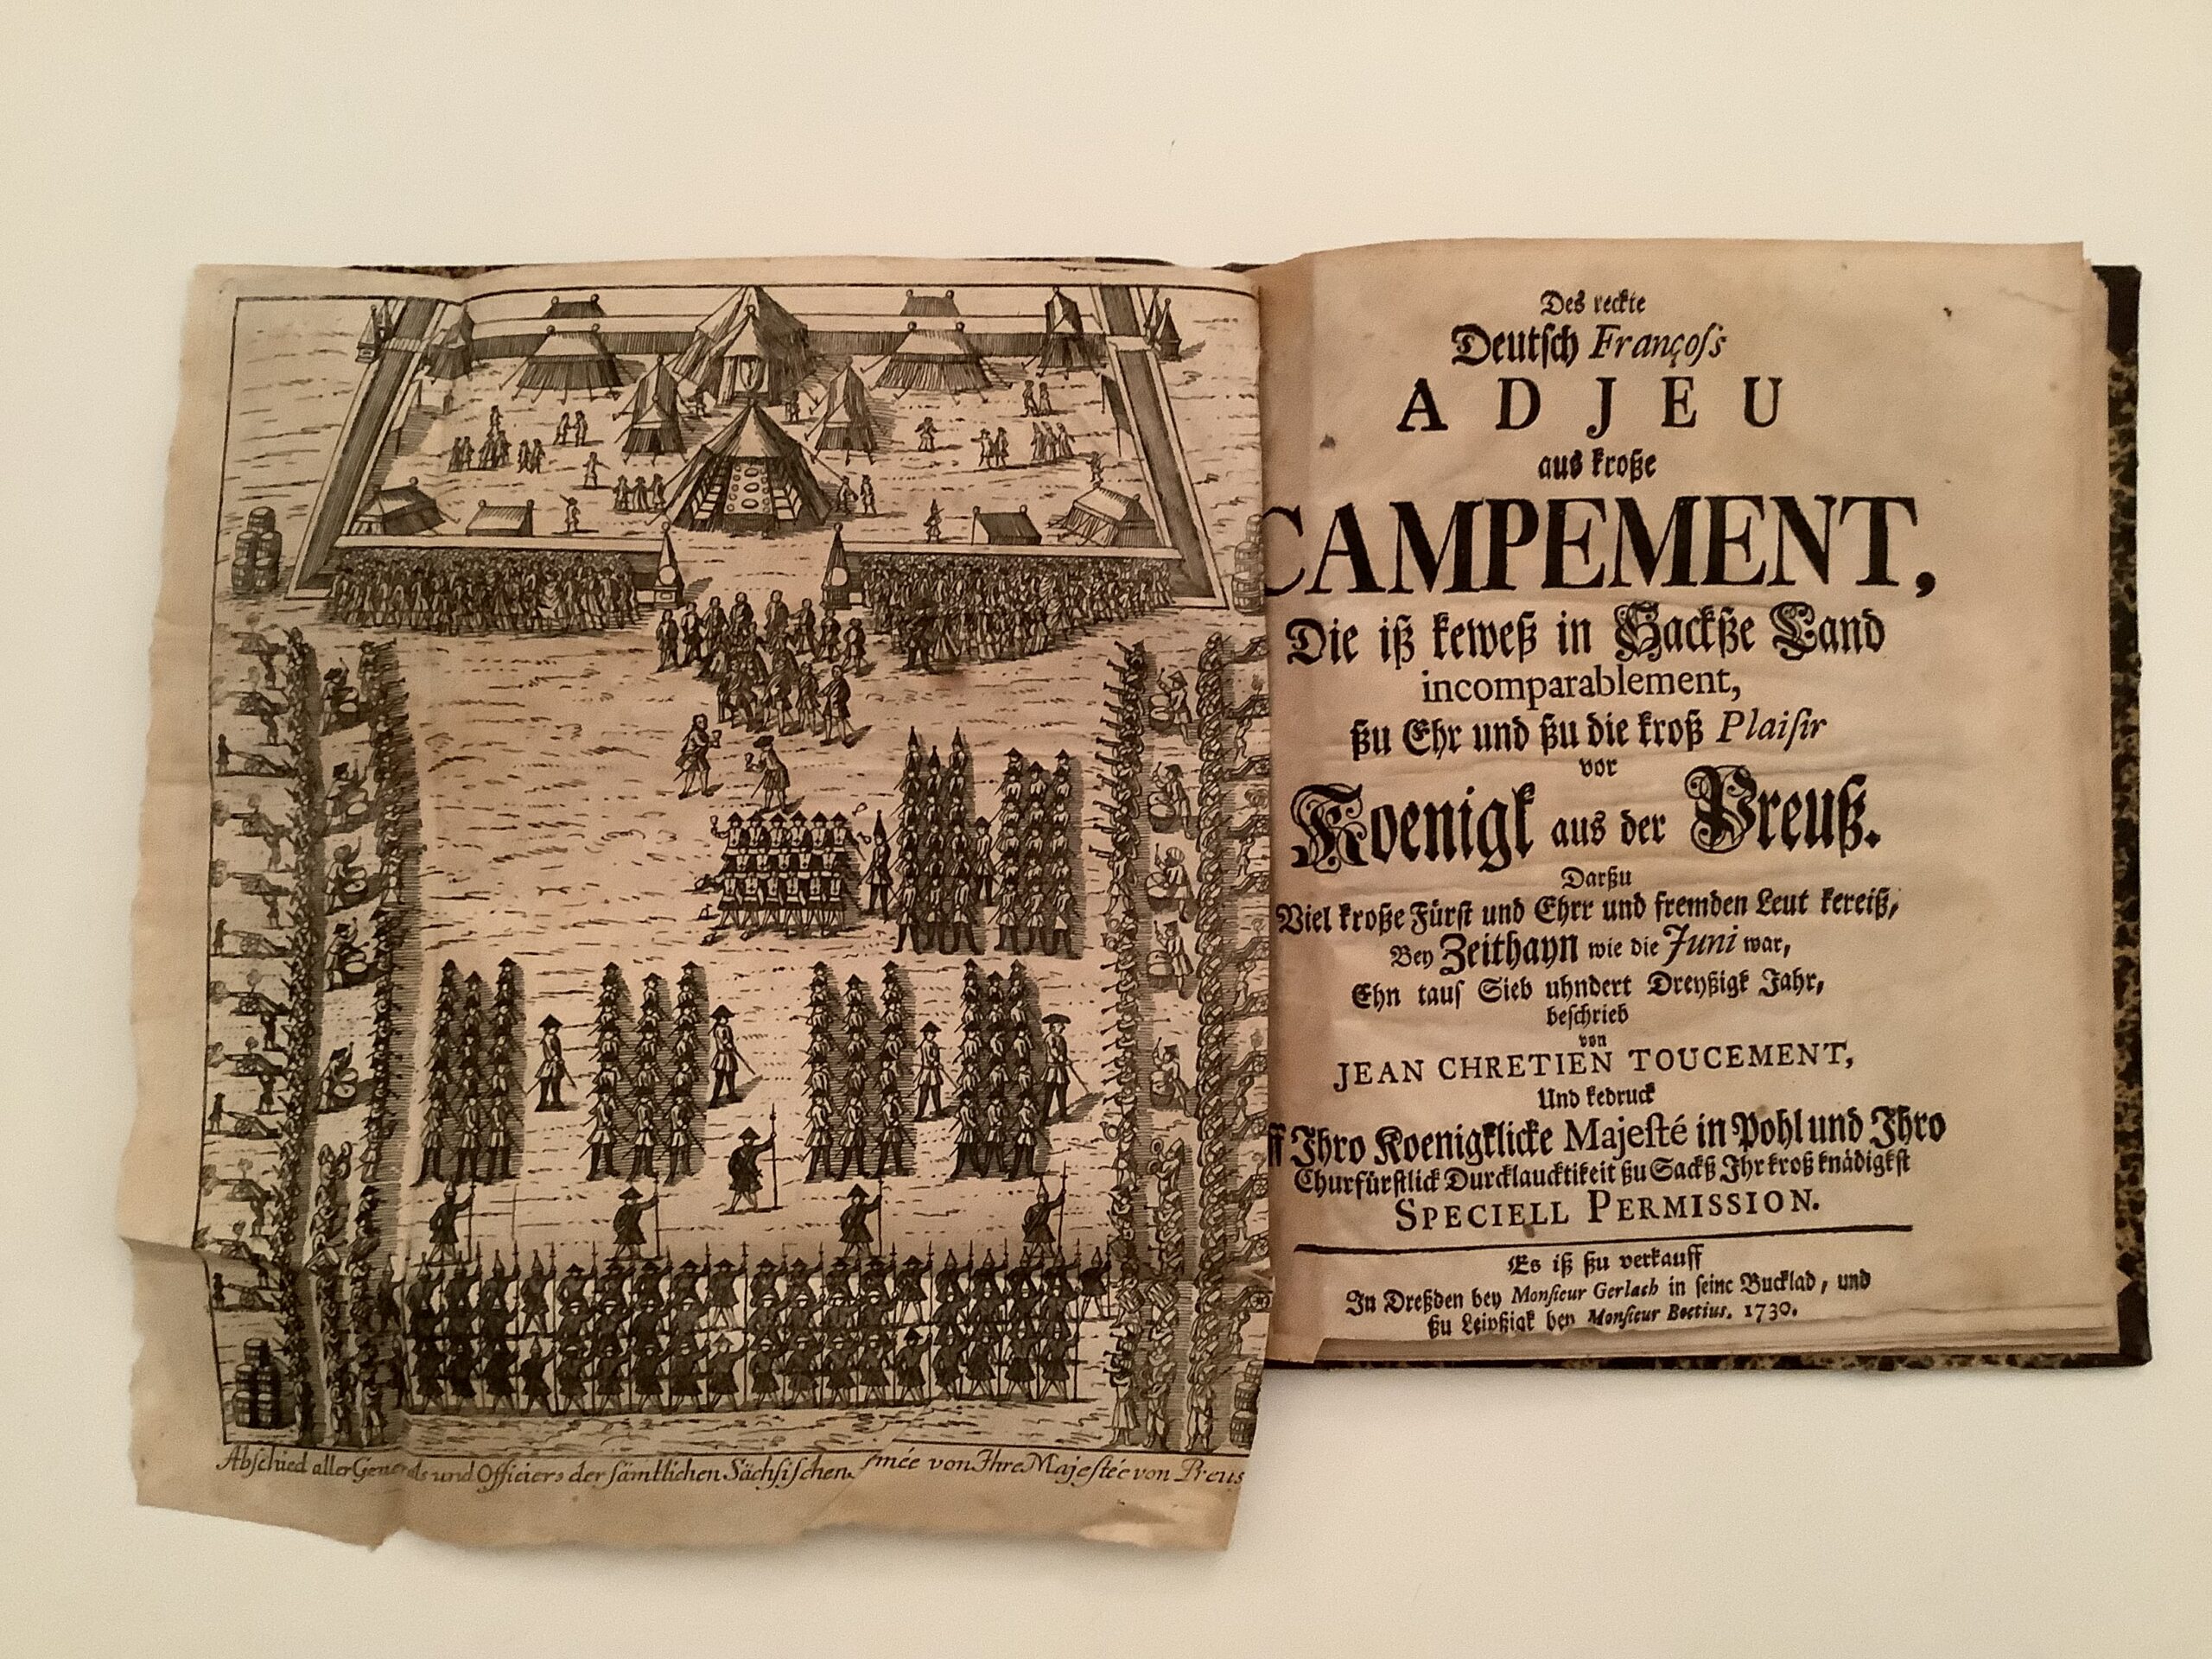 Abschied aller Generals und Officiers der sämtlichen Sächsischen mée von Ihre Majestée von Preus
Des reckte
Deutsch François
ADJEU
aus kroße
CAMPEMENT,
Die iß keweß in Sackße Land
incomparablement,
ßu Ehr und ßu die kroß Plaisir
vor
Koenigk aus der Preuß.
Darßu
Viel kroße Fürst und Ehrr und fremden Leut kereiß,
Bey Zeithayn wie die Juni war,
Ehn taus Sieb uhndert Dreyßigk Jahr,
beschrieb
von
JEAN CHRETIEN TOUCEMENT,
Und kedruck
ff Ihro Koenigklicke Majesté in Pohl und Ihro
Churfürstlick Durcklaucktikeit ßu Sackß Ihr kroß knädigkst
SPECIELL PERMISSION.
Es iß ßu verkauff
In Dreßden bey Monsieur Gerlach in seine Bucklad, und
ßu Leipßigk bey Monsieur Boetius. 1730.